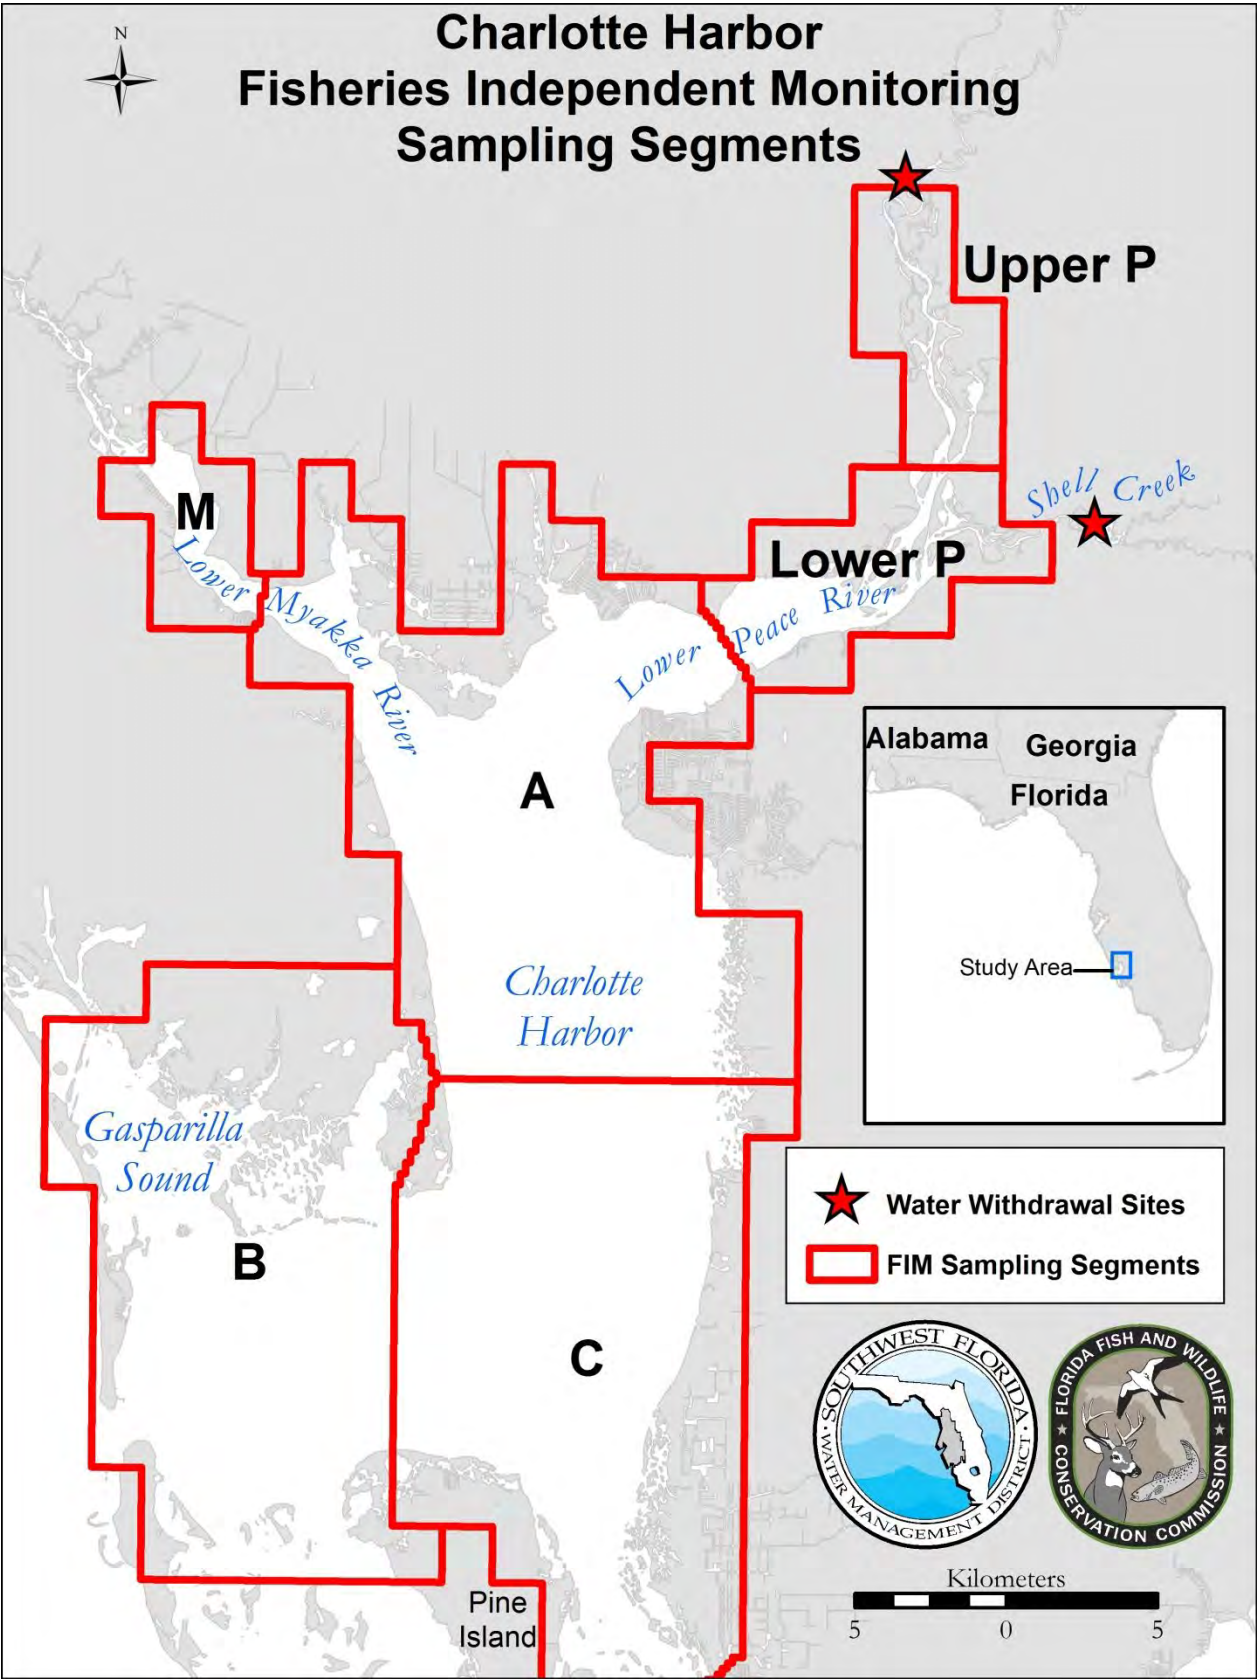 N
Charlotte Harbor
Fisheries Independent Monitoring
Sampling Segments
Upper P
Shell Creek
M
Lower P
Lower Myakka River
Lower Peace River
Alabama
Georgia
Florida
A
Study Area
Charlotte
Harbor
Gasparilla
Sound
Water Withdrawal Sites
B
FIM Sampling Segments
C
SOUTHWEST FLORIDA
WATER MANAGEMENT DISTRICT
FLORIDA FISH AND WILDLIFE
CONSERVATION COMMISSION
Kilometers
5 0 5
Pine
Island